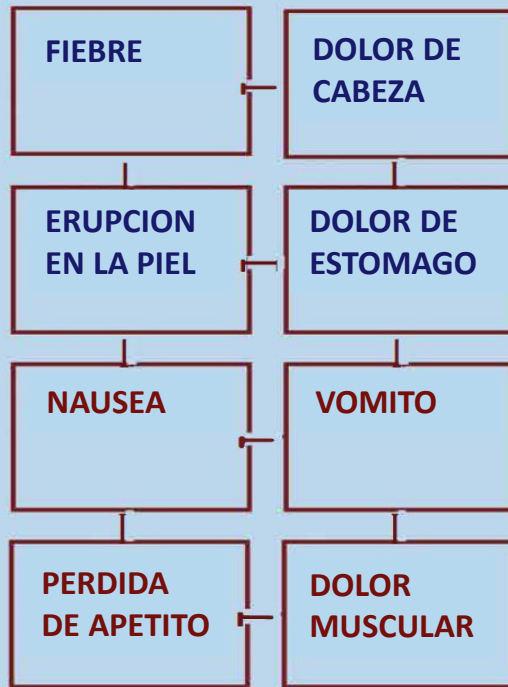 FIEBRE
DOLOR DE
CABEZA
ERUPCION
EN LA PIEL
DOLOR DE
ESTOMAGO
NAUSEA
VOMITO
PERDIDA
DE APETITO
DOLOR
MUSCULAR